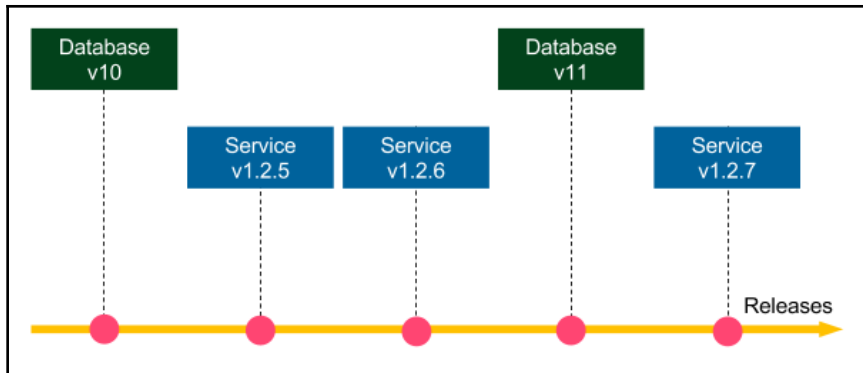 Database
v10
Database
v11
Service
v1.2.5
Service
v1.2.6
Service
v1.2.7
Releases